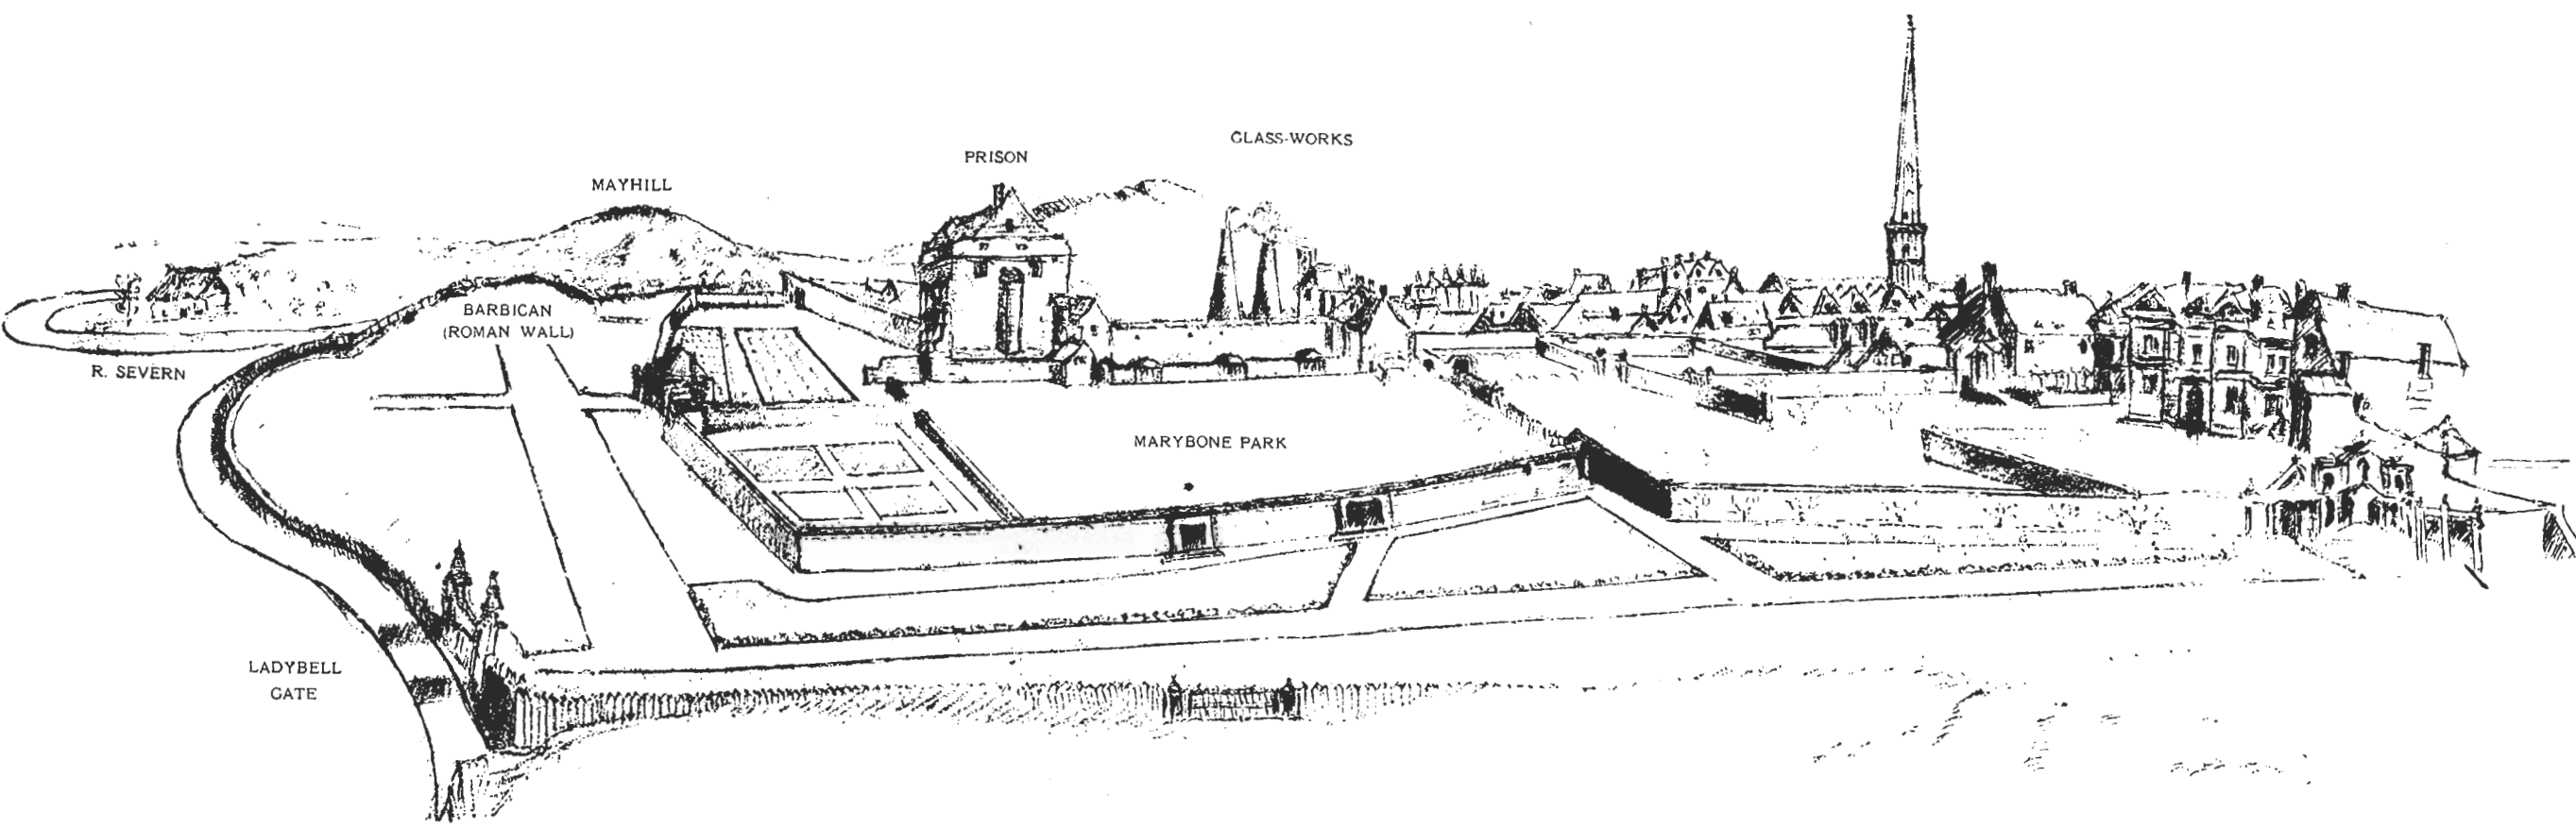 GLASS-WORKS
PRISON
MAYHILL
BARBICAN
(ROMAN WALL)
R. SEVERN
MARYBONE PARK
LADYBELL
GATE